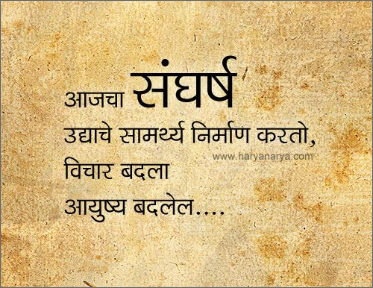 आजचा संघर्ष
उद्याचे सामर्थ्य निर्माण करतो,
www.haryanarya.com
विचार बदला
आयुष्य बदलेल....